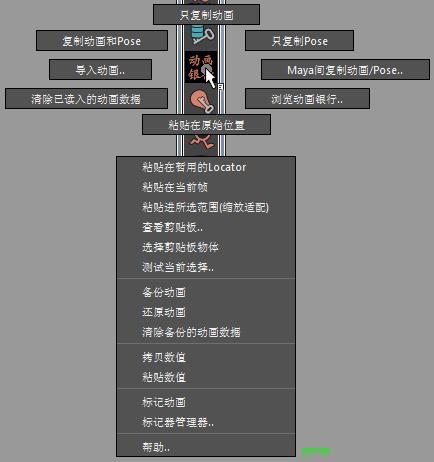 只复制动画
复制动画和Pose
只复制Pose
动画
银行
导入动画..
Maya间复制动画/Pose..
清除已读入的动画数据
浏览动画银行..
粘贴在原始位置
粘贴在暂用的Locator
粘贴在当前帧
粘贴进所选范围(缩放适配)
查看剪贴板..
选择剪贴板物体
测试当前选择..
备份动画
还原动画
清除备份的动画数据
拷贝数值
粘贴数值
标记动画
标记器管理器..
帮助..